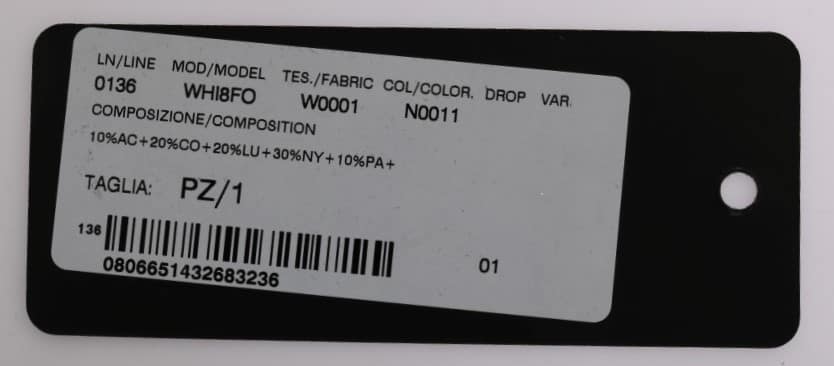 LN/LINE MOD/MODEL TES./FABRIC COL/COLOR. DROP VAR.
0136 WHI8FO W0001 N0011
COMPOSIZIONE/COMPOSITION
10%AC+20%CO+20%LU+30%NY+10%PA+
TAGLIA: PZ/1
136
0806651432683236
01